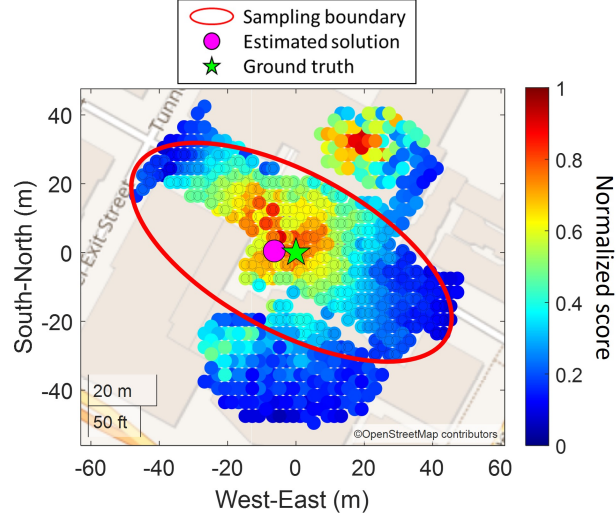 Sampling boundary
Estimated solution
Ground truth
Tunnel
er-Exit-Street
South-North (m)
40
20
0
-20
-40
20 m
50 ft
©OpenStreetMap contributors
-60 -40 -20 0 20 40 60
West-East (m)
1
0.8
0.6
0.4
0.2
0
Normalized score